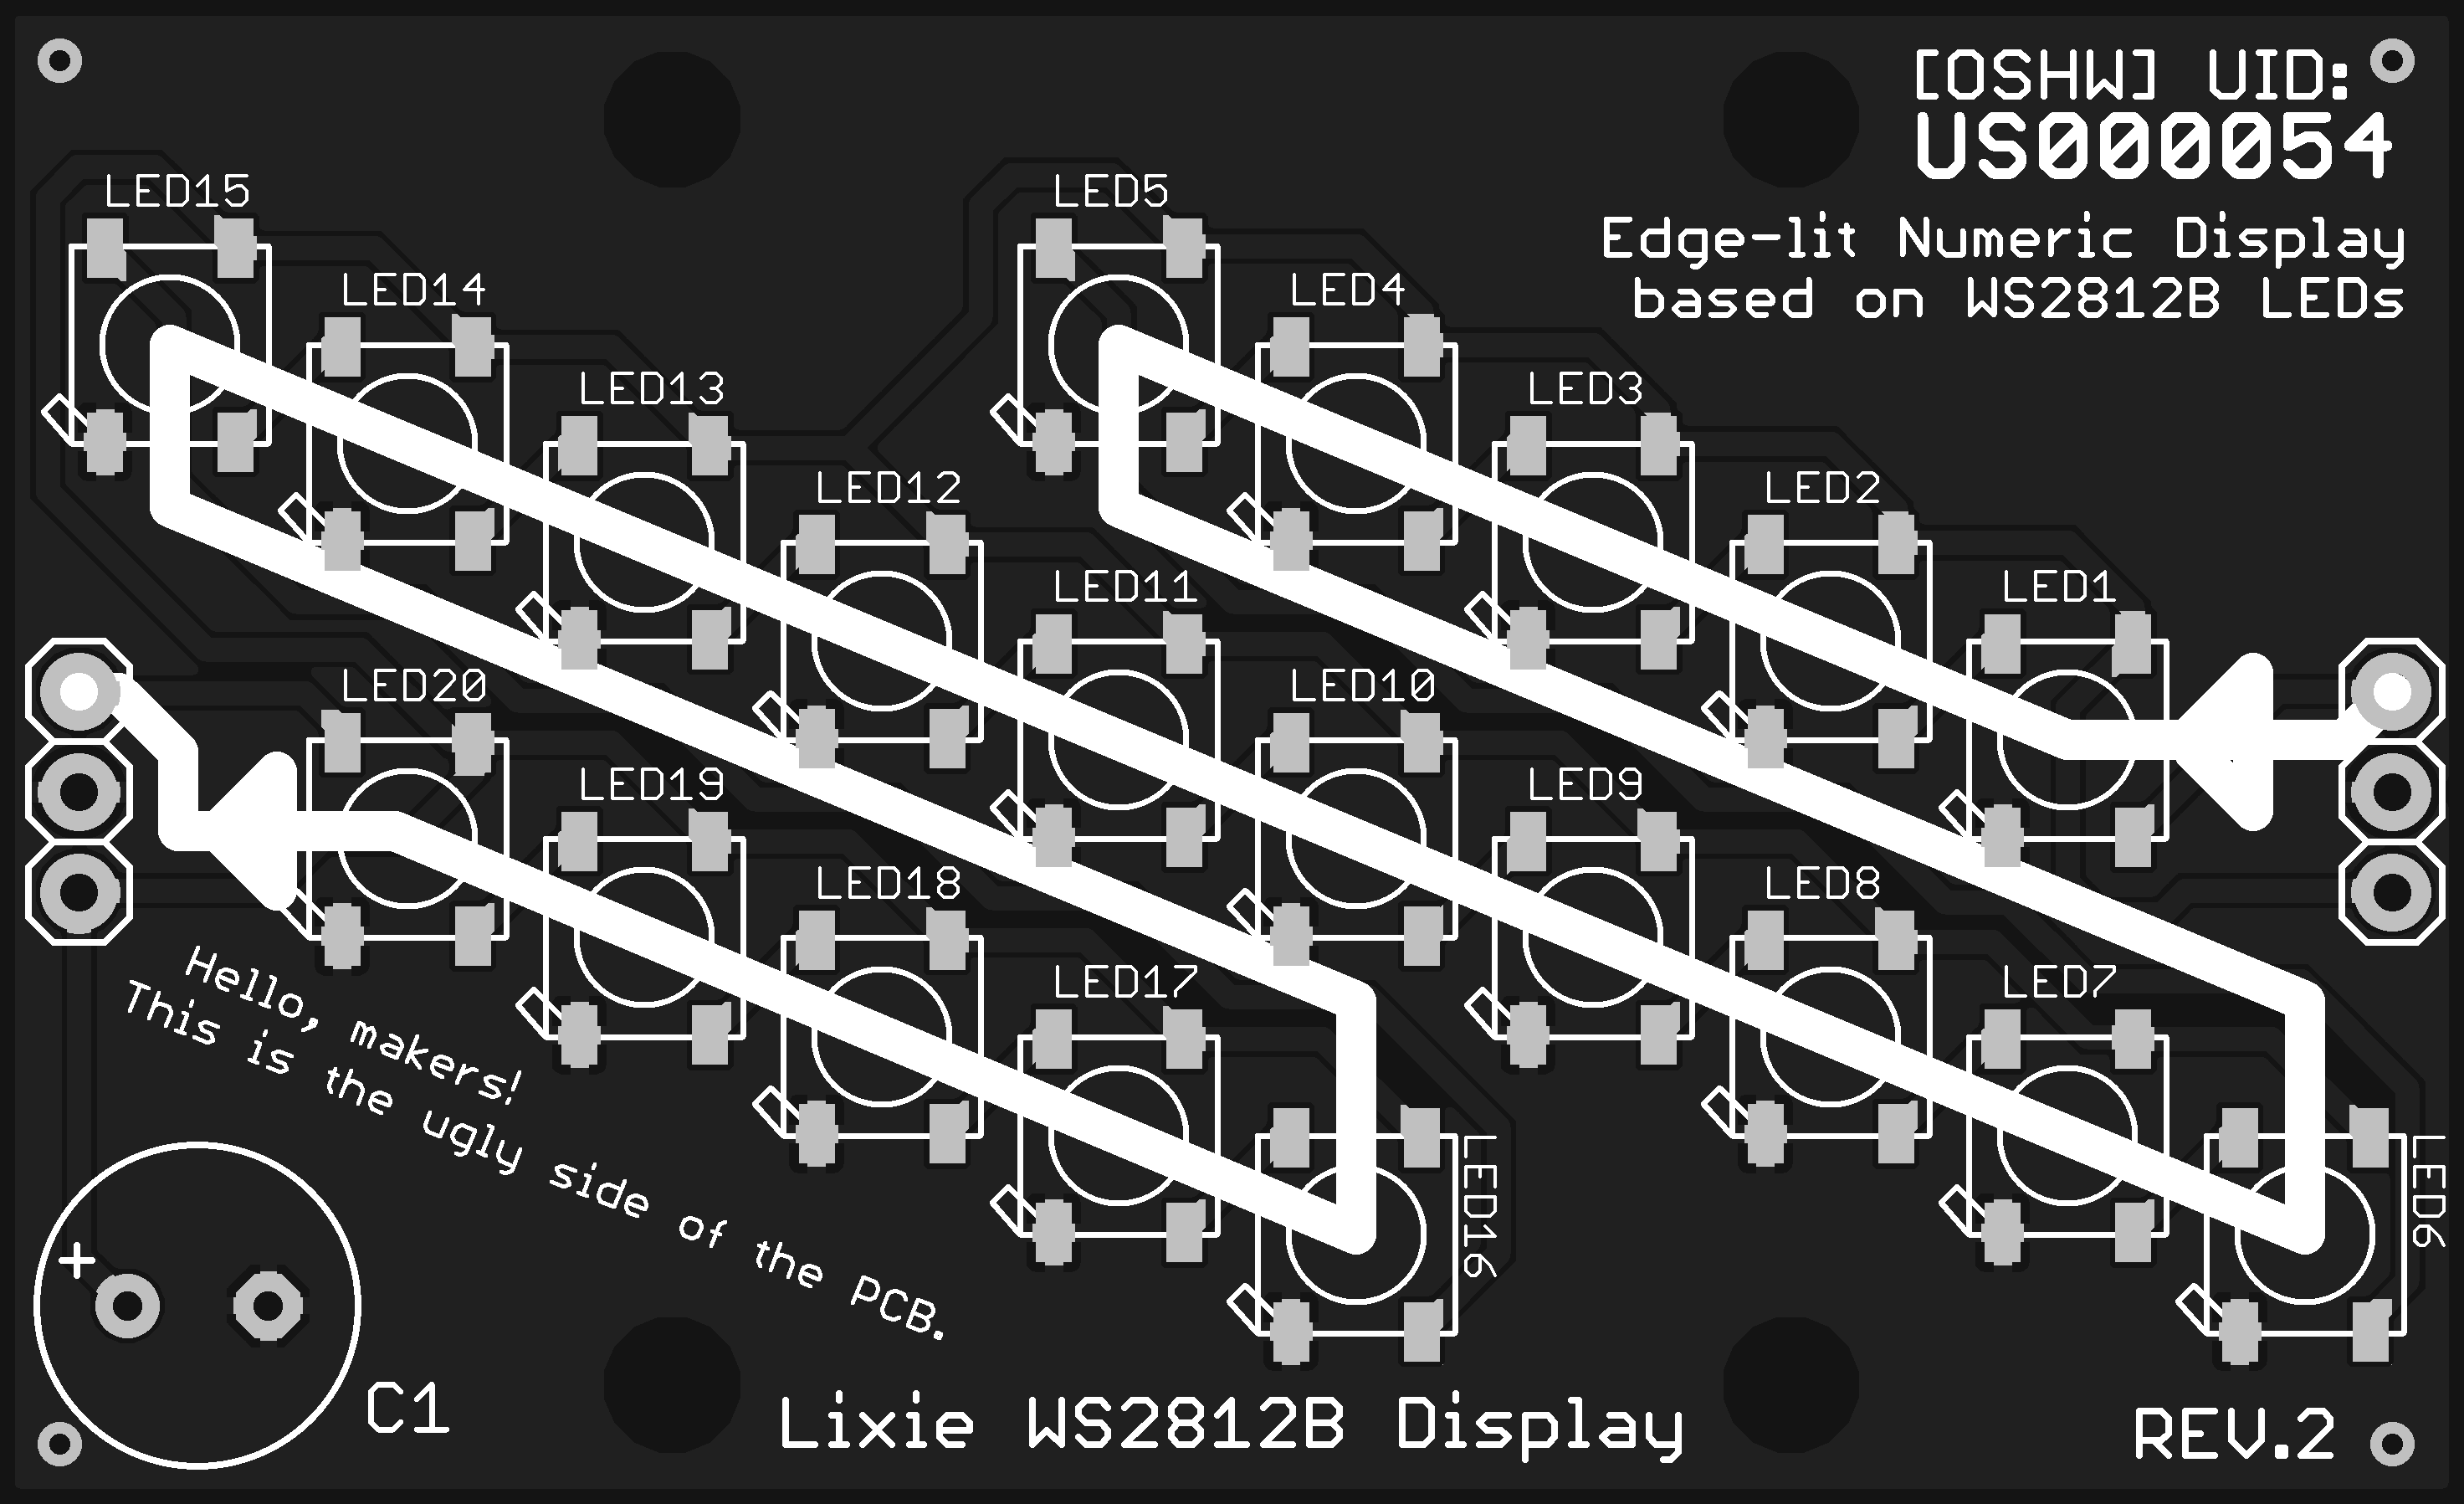 [OSHW] UID:
US000054
Edge-lit Numeric Display
based on WS2812B LEDs
LED15
LED5
LED14
LED4
LED13
LED3
LED12
LED2
LED11
LED1
LED20
LED10
LED19
LED9
LED18
LED8
LED17
LED7
LED16
LED6
Hello, makers!
This is the ugly side of the PCB.
+
C1
Lixie WS2812B Display
REV.2